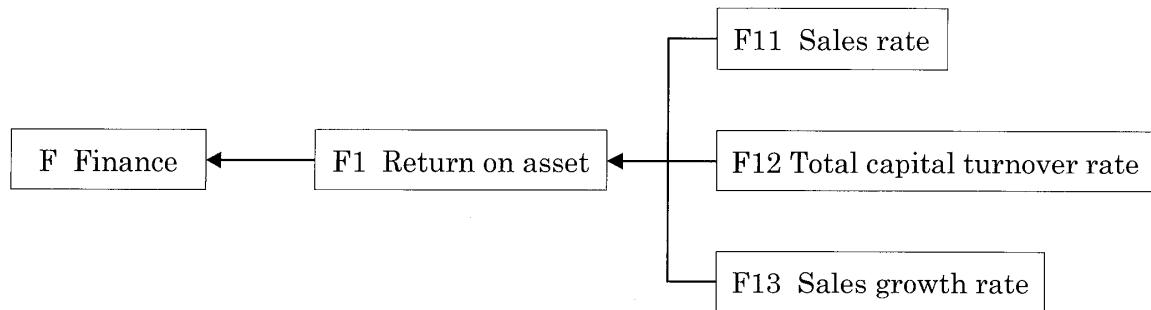 F11 Sales rate
F Finance
F1 Return on asset
F12 Total capital turnover rate
F13 Sales growth rate